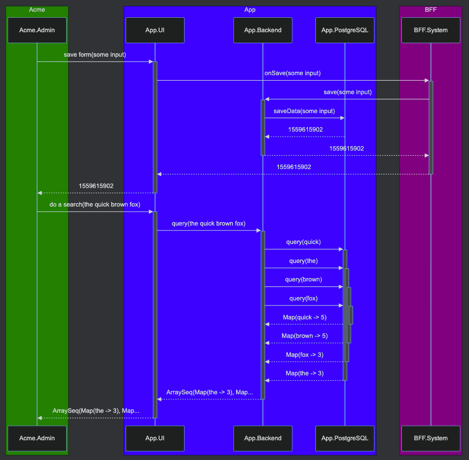 Acme
App
BFF
Acme.Admin
App.UI
App.Backend
App.PostgreSQL
BFF.System
save form(some input)
onSave(some input)
save(some input)
saveData(some input)
1559615902
1559615902
1559615902
1559615902
do a search(the quick brown fox)
query(the quick brown fox)
query(quick)
query(the)
query(brown)
query(fox)
Map(quick -> 5)
Map(brown -> 5)
Map(fox -> 3)
Map(the -> 3)
ArraySeq(Map(the -> 3), Map...
ArraySeq(Map(the -> 3), Map...
Acme.Admin
App.UI
App.Backend
App.PostgreSQL
BFF.System